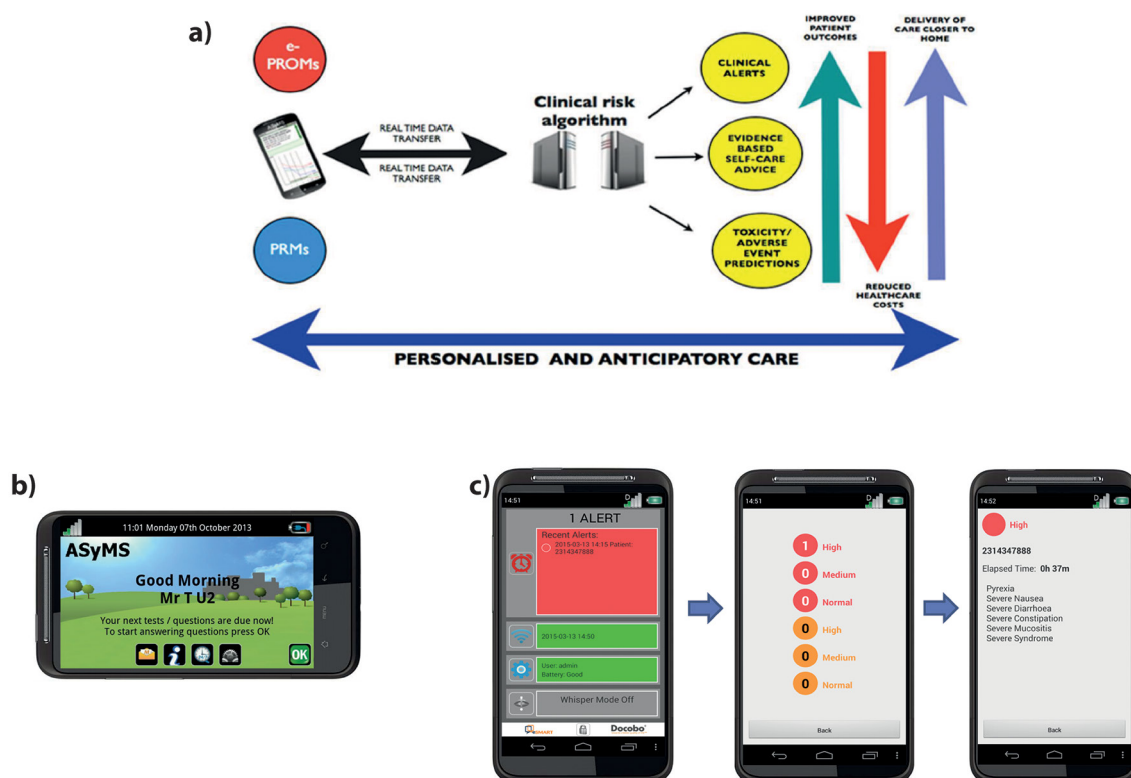 a)
IMPROVED
PATIENT
OUTCOMES
DELIVERY OF
CARE CLOSER TO
HOME
e-
PROMs
CLINICAL
ALERTS
Clinical risk
algorithm
ASyMS
REAL TIME DATA
TRANSFER
REAL TIME DATA
TRANSFER
EVIDENCE
BASED
SELF-CARE
ADVICE
PRMs
TOXICITY/
ADVERSE
EVENT
PREDICTIONS
REDUCED
HEALTHCARE
COSTS
PERSONALISED AND ANTICIPATORY CARE
b)
11:01 Monday 07th October 2013
ASyMS
Good Morning
Mr T U2
Your next tests / questions are due now!
To start answering questions press OK
OK
c)
14:51
1 ALERT
Recent Alerts:
2015-03-13 14:15 Patient:
2314347888
2015-03-13 14:50
User: admin
Battery: Good
Whisper Mode Off
SMART
Docobo
14:51
D
1 High
0 Medium
0 Normal
0 High
0 Medium
0 Normal
Back
14:52
D
High
2314347888
Elapsed Time: 0h 37m
Pyrexia
Severe Nausea
Severe Diarrhoea
Severe Constipation
Severe Mucositis
Severe Syndrome
Back